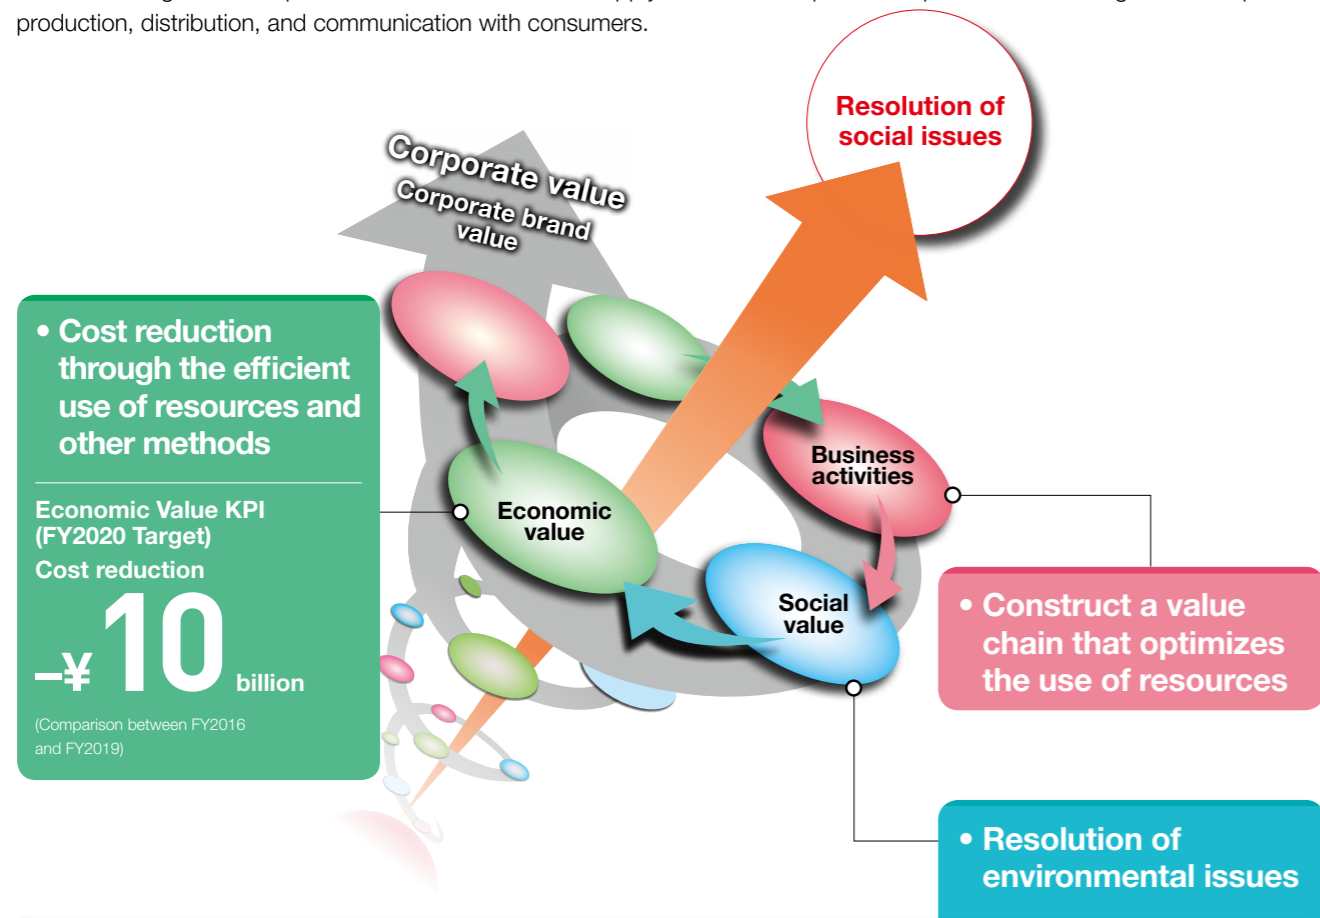 production, distribution, and communication with consumers.
Resolution of
social issues
Corporate value
Corporate brand
value
• Cost reduction
through the efficient
use of resources and
other methods
Economic Value KPI
(FY2020 Target)
Cost reduction
–¥10 billion
(Comparison between FY2016
and FY2019)
Business
activities
Economic
value
Social
value
• Construct a value
chain that optimizes
the use of resources
• Resolution of
environmental issues